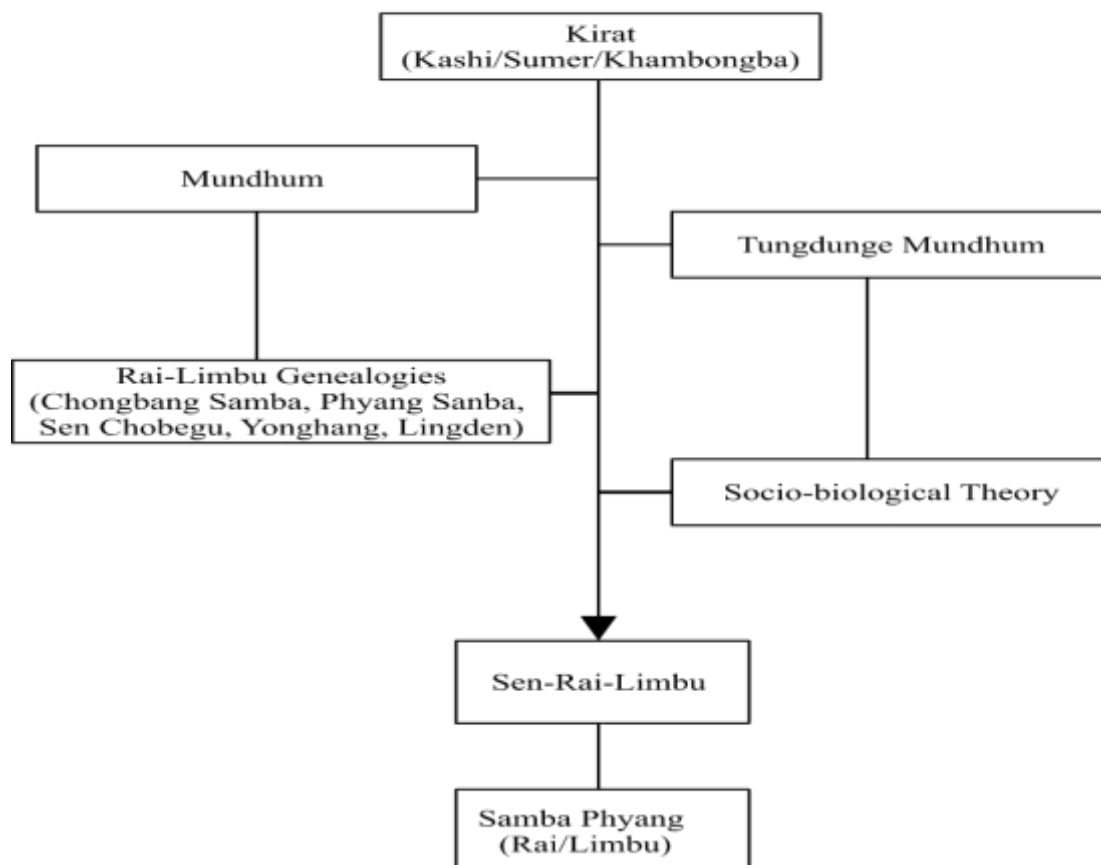 Kirat
(Kashi/Sumer/Khambongba)
Mundhum
Tungdunge Mundhum
Rai-Limbu Genealogies
(Chongbang Samba, Phyang Sanba,
Sen Chobegu, Yonghang, Lingden)
Socio-biological Theory
Sen-Rai-Limbu
Samba Phyang
(Rai/Limbu)